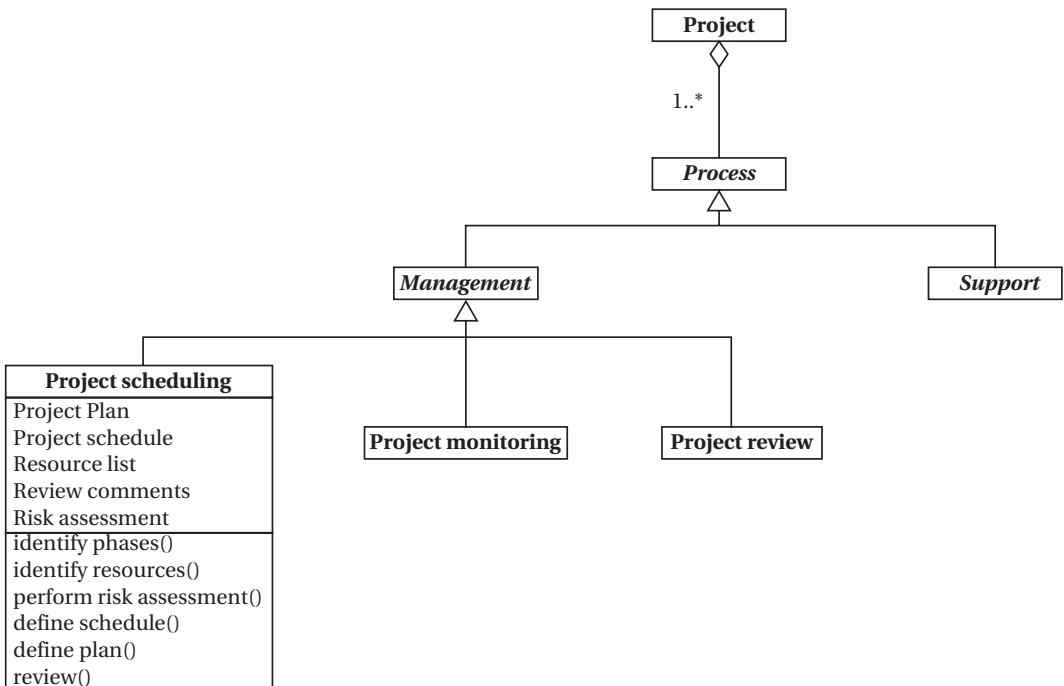 Project
1..*
Process
Management
Support
Project scheduling
Project Plan
Project schedule
Resource list
Review comments
Risk assessment
identify phases()
identify resources()
perform risk assessment()
define schedule()
define plan()
review()
Project monitoring
Project review